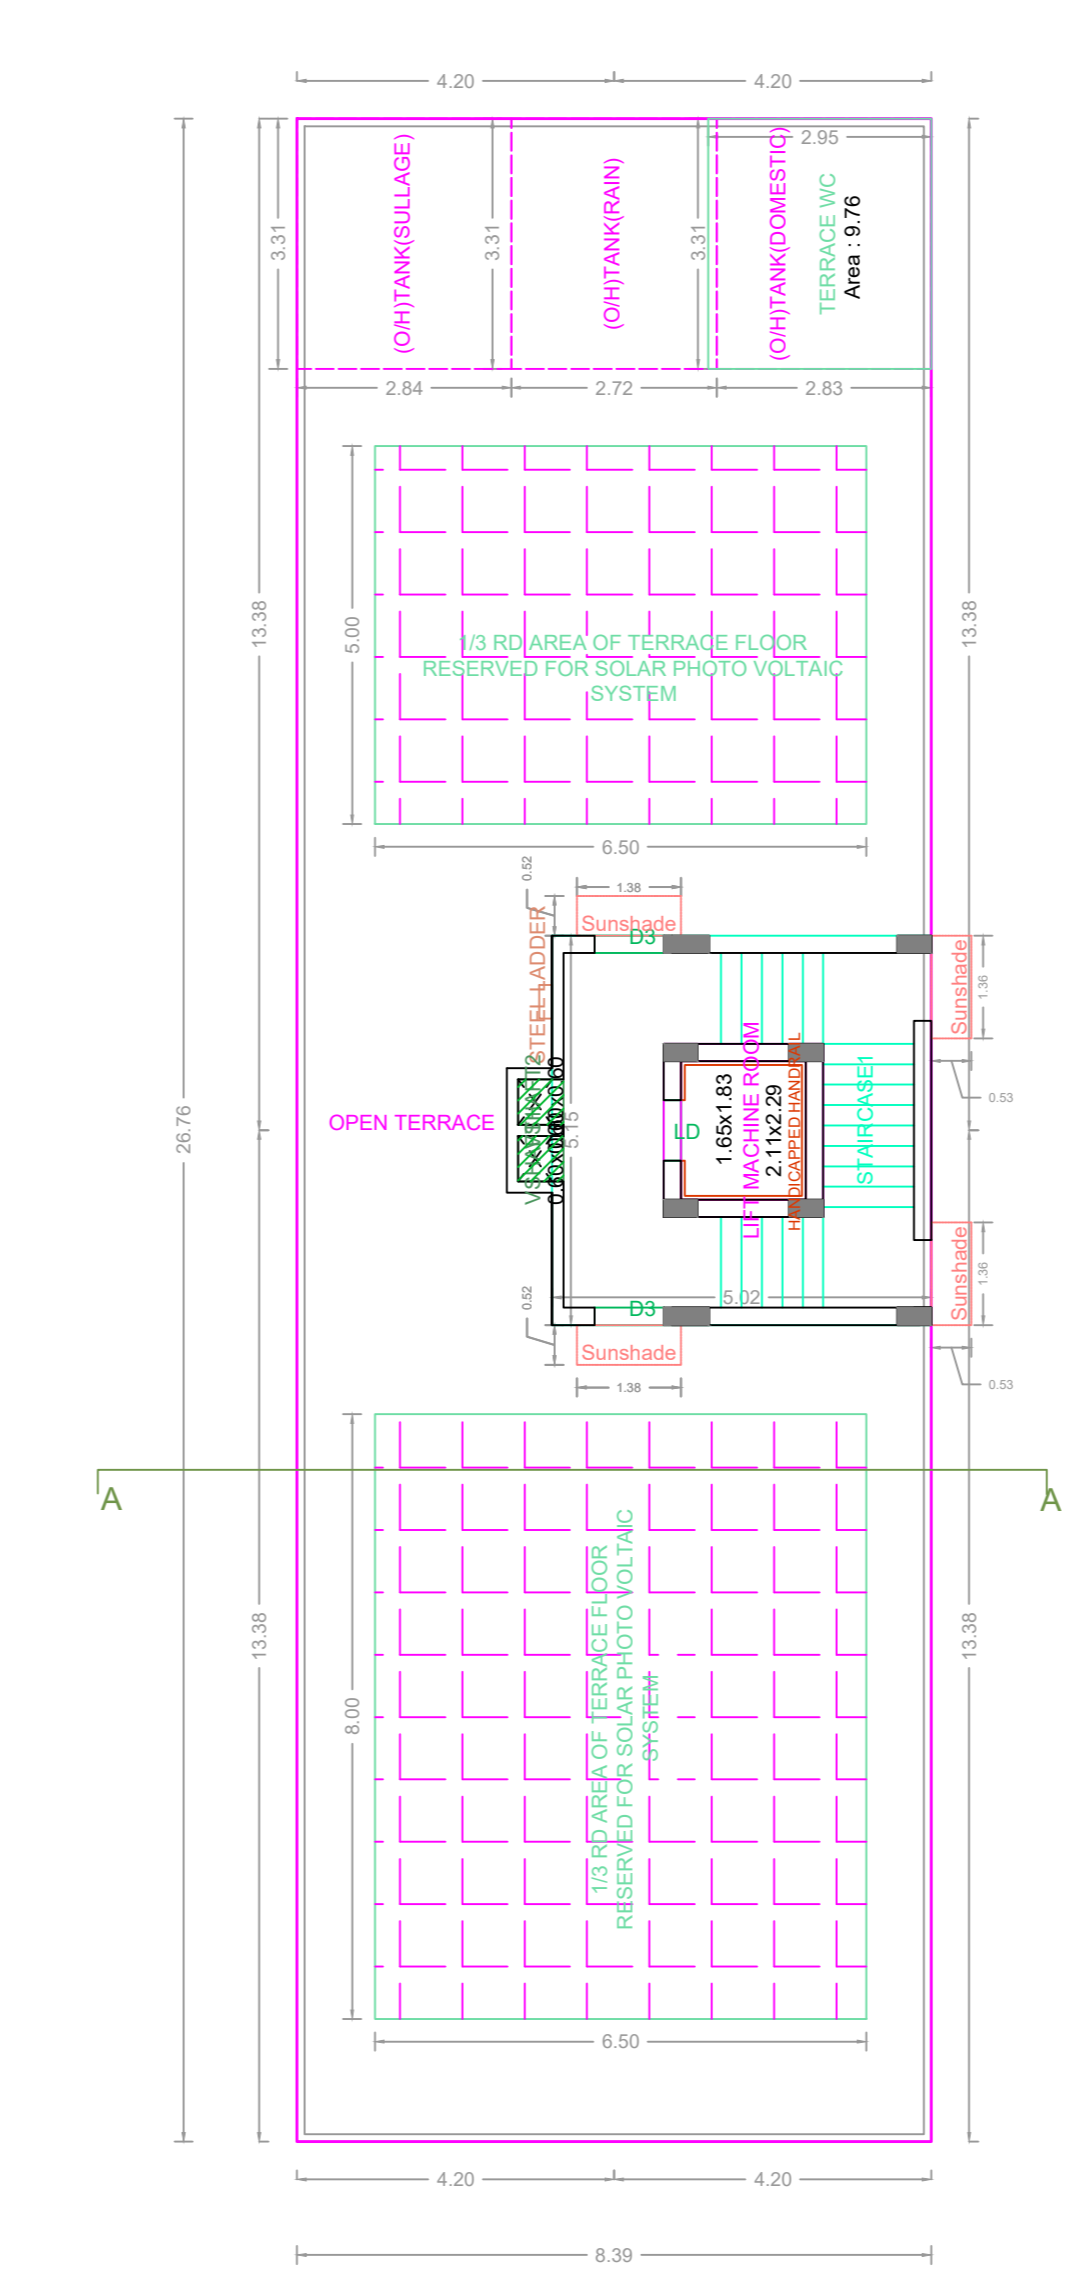 4.20
4.20
2.95
(O/H)TANK(SULLAGE)
(O/H)TANK(RAIN)
(O/H)TANK(DOMESTIC)
TERRACE WC
Area : 9.76
3.31
3.31
3.31
2.84
2.72
2.83
13.38
5.00
13.38
1/3 RD AREA OF TERRACE FLOOR
RESERVED FOR SOLAR PHOTO VOLTAIC
SYSTEM
6.50
0.52
1.38
Sunshade
D3
STEEL LADDER
Sunshade
1.36
0.53
26.76
OPEN TERRACE
5.15
LD
1.65x1.83
LIFT MACHINE ROOM
2.11x2.29
HANDICAPPED HANDRAIL
STAIRCASE1
Sunshade
1.36
5.02
0.52
D3
Sunshade
1.38
0.53
A
A
13.38
8.00
13.38
1/3 RD AREA OF TERRACE FLOOR
RESERVED FOR SOLAR PHOTO VOLTAIC
SYSTEM
6.50
4.20
4.20
8.39